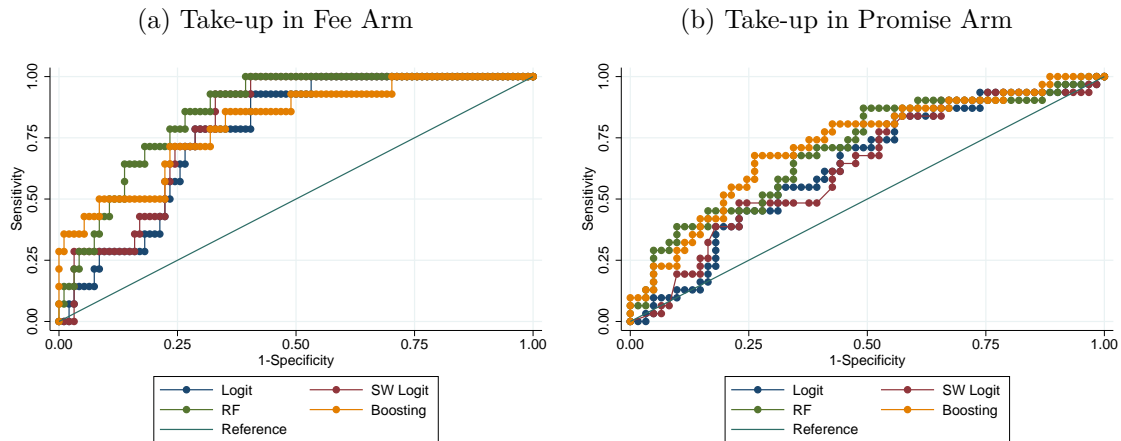 (a) Take-up in Fee Arm
Sensitivity
1.00
0.75
0.50
0.25
0.00
0.00 0.25 0.50 0.75 1.00
1-Specificity
Logit SW Logit
RF Boosting
Reference
(b) Take-up in Promise Arm
Sensitivity
1.00
0.75
0.50
0.25
0.00
0.00 0.25 0.50 0.75 1.00
1-Specificity
Logit SW Logit
RF Boosting
Reference